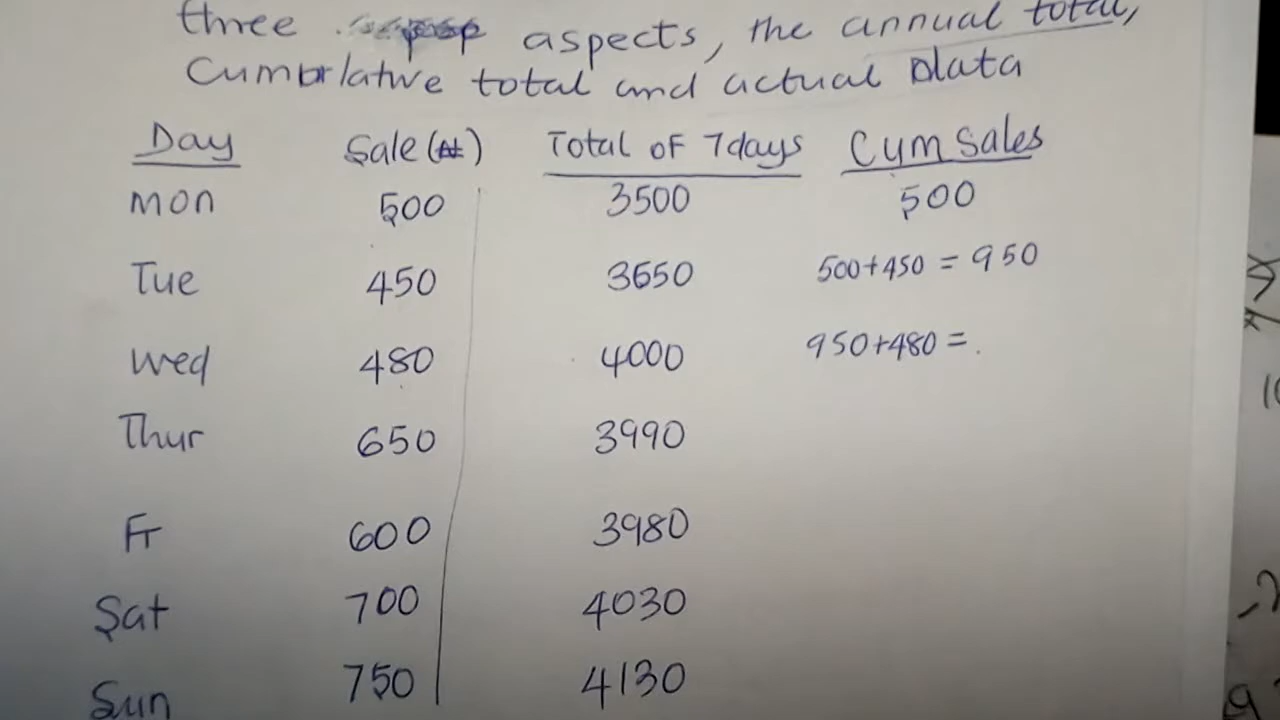 three aspects, the annual total,
Cumulative total and actual Data
Day Sale (₦) Total of 7days Cum Sales
mon 500 3500 500
Tue 450 3650 500+450 = 950
wed 480 4000 950+480 =
Thur 650 3990
Fr 600 3980
Sat 700 4030
Sun 750 4130